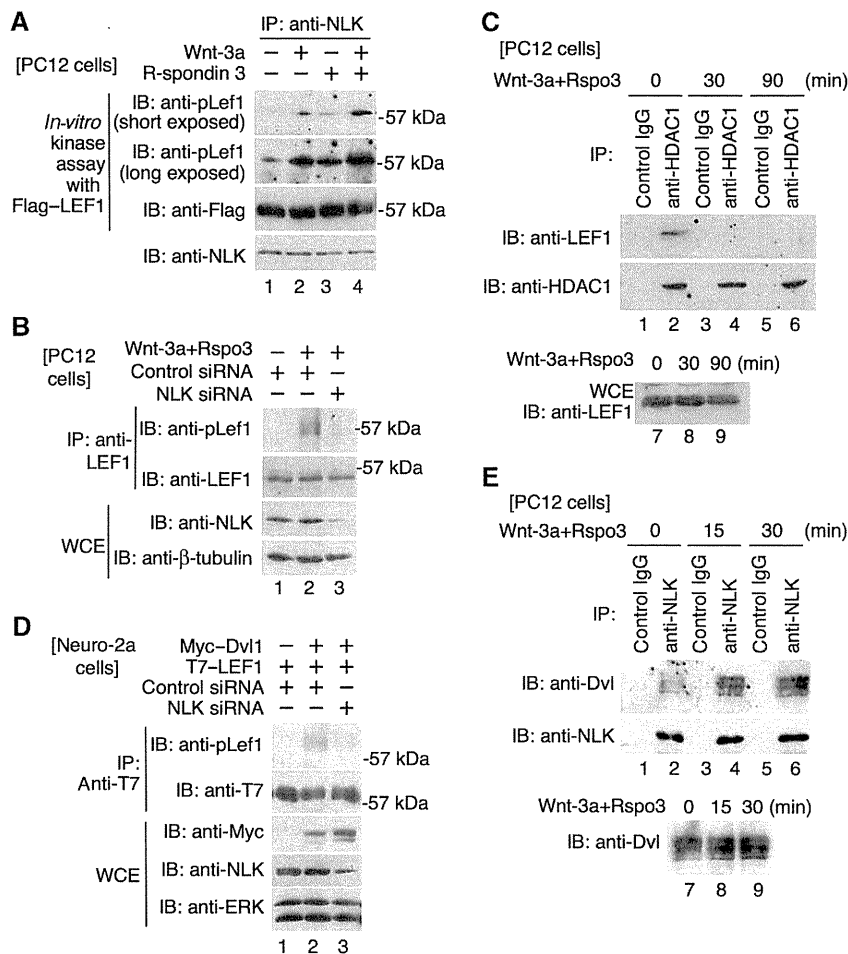 A
IP: anti-NLK
Wnt-3a − + − +
[PC12 cells]
R-spondin 3 − − + +
In-vitro kinase assay with Flag–LEF1
IB: anti-pLef1 (short exposed)
-57 kDa
IB: anti-pLef1 (long exposed)
-57 kDa
IB: anti-Flag
-57 kDa
IB: anti-NLK
1 2 3 4
B
[PC12 cells]
Wnt-3a+Rspo3 − + +
Control siRNA + + −
NLK siRNA − − +
IP: anti-LEF1
IB: anti-pLef1
-57 kDa
IB: anti-LEF1
-57 kDa
WCE
IB: anti-NLK
IB: anti-β-tubulin
1 2 3
D
[Neuro-2a cells]
Myc–Dvl1 − + +
T7–LEF1 + + +
Control siRNA + + −
NLK siRNA − − +
IP: Anti-T7
IB: anti-pLef1
-57 kDa
IB: anti-T7
-57 kDa
WCE
IB: anti-Myc
IB: anti-NLK
IB: anti-ERK
1 2 3
C
[PC12 cells]
Wnt-3a+Rspo3 0 30 90 (min)
IP:
Control IgG
anti-HDAC1
Control IgG
anti-HDAC1
Control IgG
anti-HDAC1
IB: anti-LEF1
IB: anti-HDAC1
1 2 3 4 5 6
Wnt-3a+Rspo3 0 30 90 (min)
WCE
IB: anti-LEF1
7 8 9
E
[PC12 cells]
Wnt-3a+Rspo3 0 15 30 (min)
IP:
Control IgG
anti-NLK
Control IgG
anti-NLK
Control IgG
anti-NLK
IB: anti-Dvl
IB: anti-NLK
1 2 3 4 5 6
Wnt-3a+Rspo3 0 15 30 (min)
IB: anti-Dvl
7 8 9